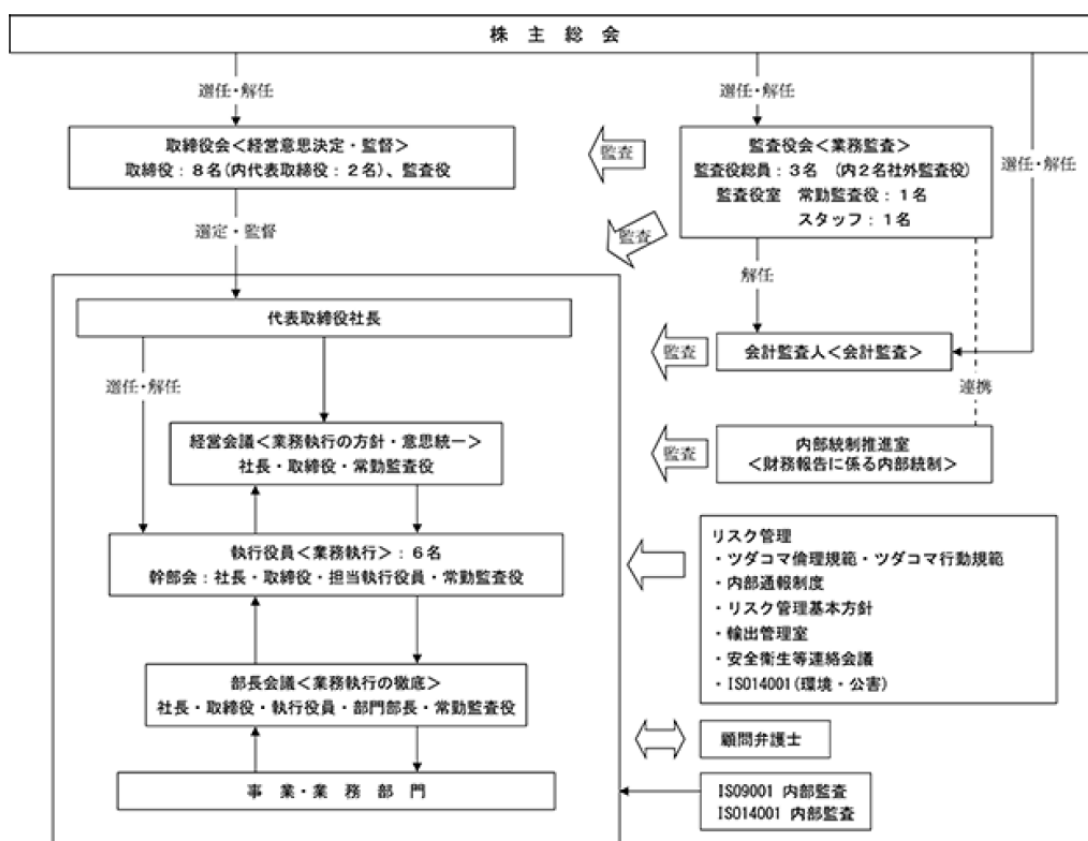 株 主 総 会
選任・解任
選任・解任
選任・解任
取締役会＜経営意思決定・監督＞
取締役：８名(内代表取締役：２名)、監査役
監査
監査役会＜業務監査＞
監査役総員：３名 (内２名社外監査役)
監査役室 常勤監査役：１名
スタッフ：１名
選定・監督
監査
解任
代表取締役社長
監査
会計監査人＜会計監査＞
選任・解任
連携
経営会議＜業務執行の方針・意思統一＞
社長・取締役・常勤監査役
監査
内部統制推進室
＜財務報告に係る内部統制＞
執行役員＜業務執行＞：６名
幹部会：社長・取締役・担当執行役員・常勤監査役
リスク管理
・ツダコマ倫理規範・ツダコマ行動規範
・内部通報制度
・リスク管理基本方針
・輸出管理室
・安全衛生等連絡会議
・ISO14001(環境・公害)
部長会議＜業務執行の徹底＞
社長・取締役・執行役員・部門部長・常勤監査役
顧問弁護士
事 業・業 務 部 門
ISO9001 内部監査
ISO14001 内部監査